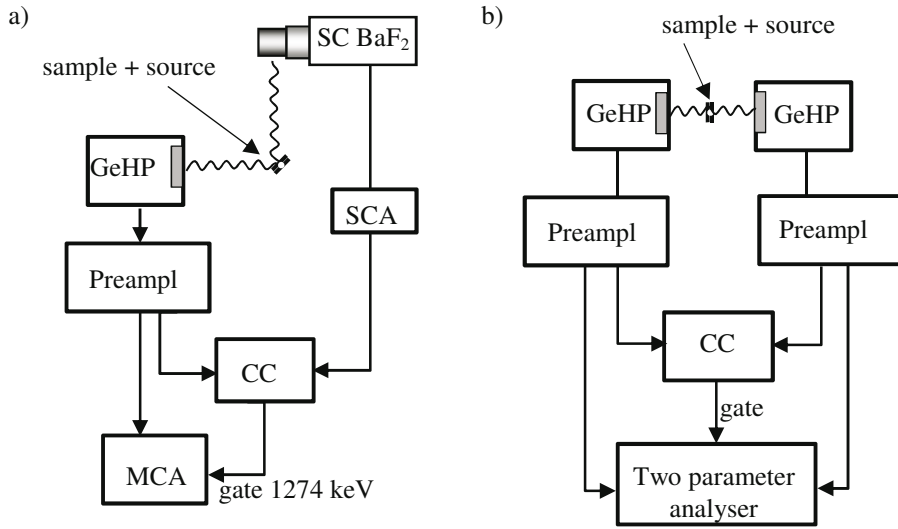 a)
SC BaF₂
sample + source
GeHP
SCA
Preampl
CC
MCA
gate 1274 keV
b)
sample + source
GeHP
GeHP
Preampl
Preampl
CC
gate
Two parameter
analyser